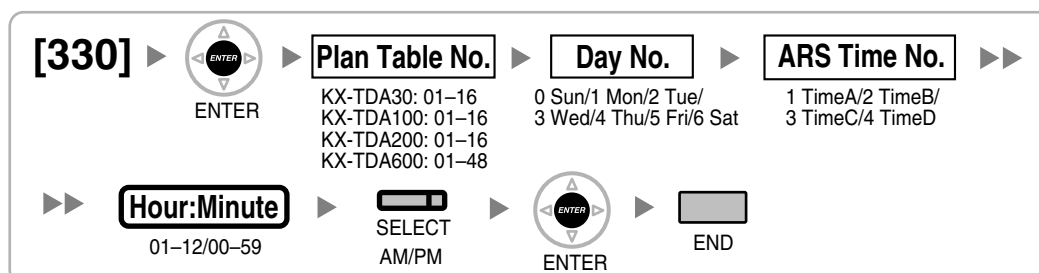 [330] ENTER Plan Table No. Day No. ARS Time No.
ENTER
KX-TDA30: 01–16
KX-TDA100: 01–16
KX-TDA200: 01–16
KX-TDA600: 01–48
0 Sun/1 Mon/2 Tue/
3 Wed/4 Thu/5 Fri/6 Sat
1 TimeA/2 TimeB/
3 TimeC/4 TimeD
Hour:Minute
01–12/00–59
SELECT
AM/PM
ENTER
ENTER
END